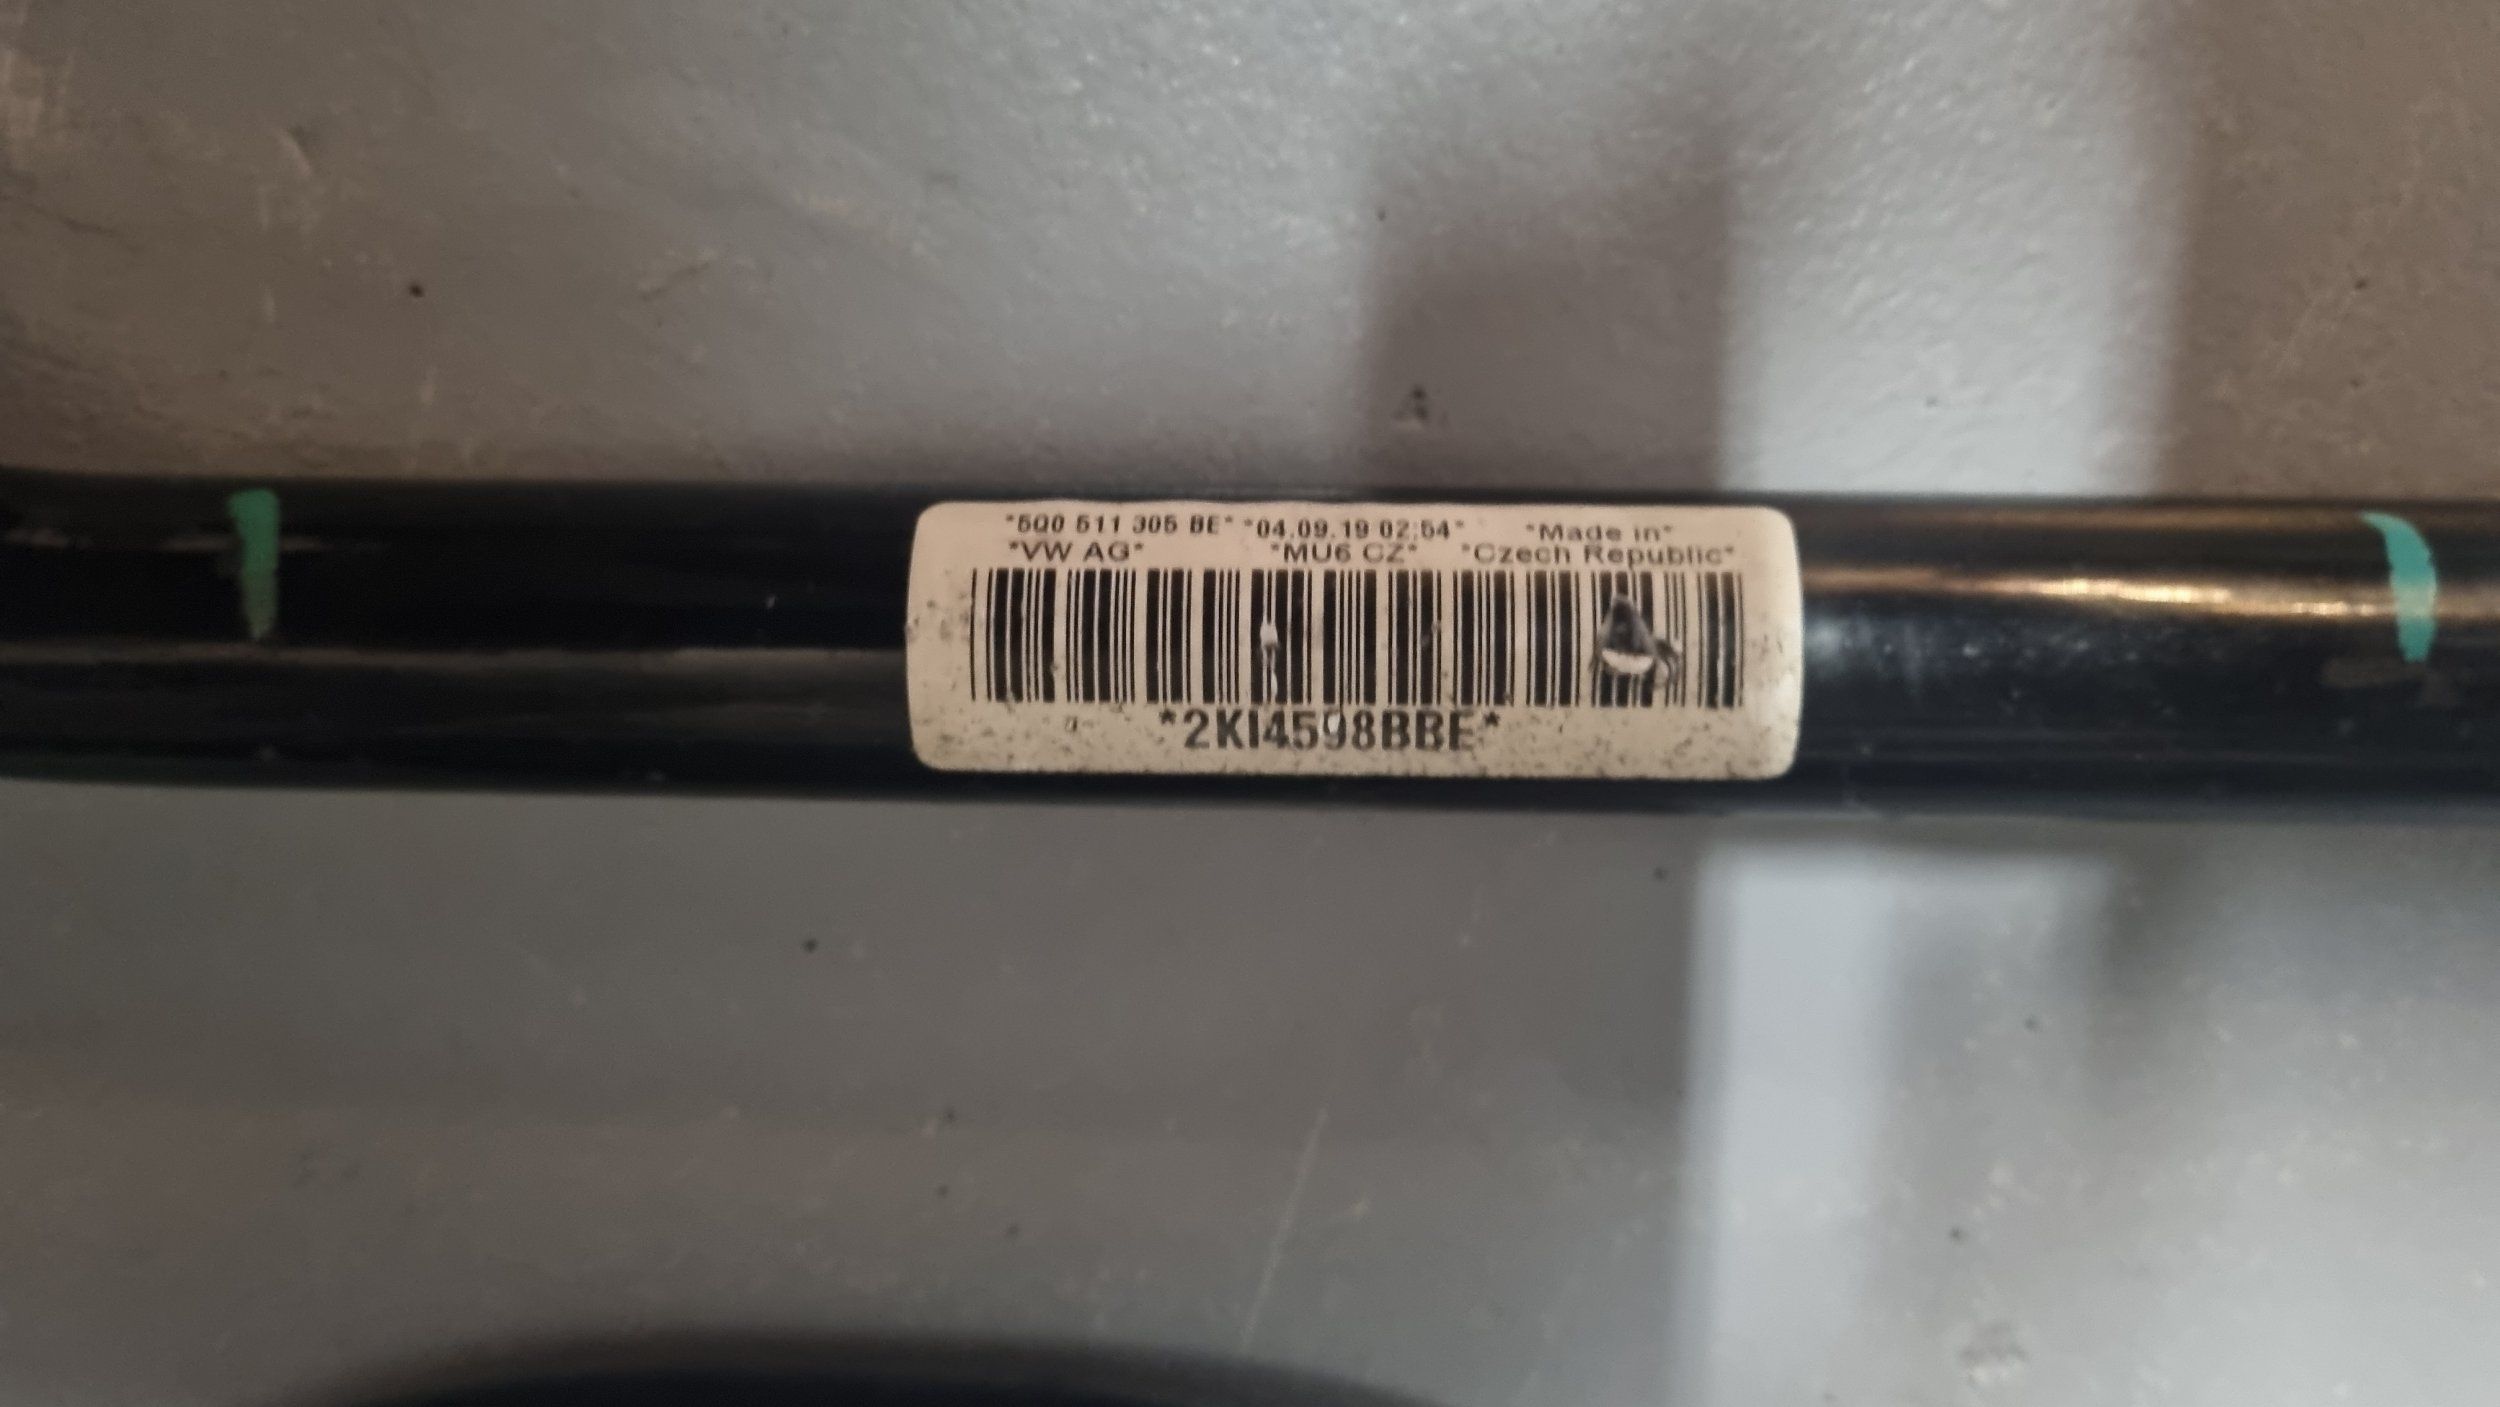 *5Q0 511 305 BE* *04.09.19 02:54* *Made in*
*VW AG* *MU6 CZ* *Czech Republic*
*2KI4598BBE*